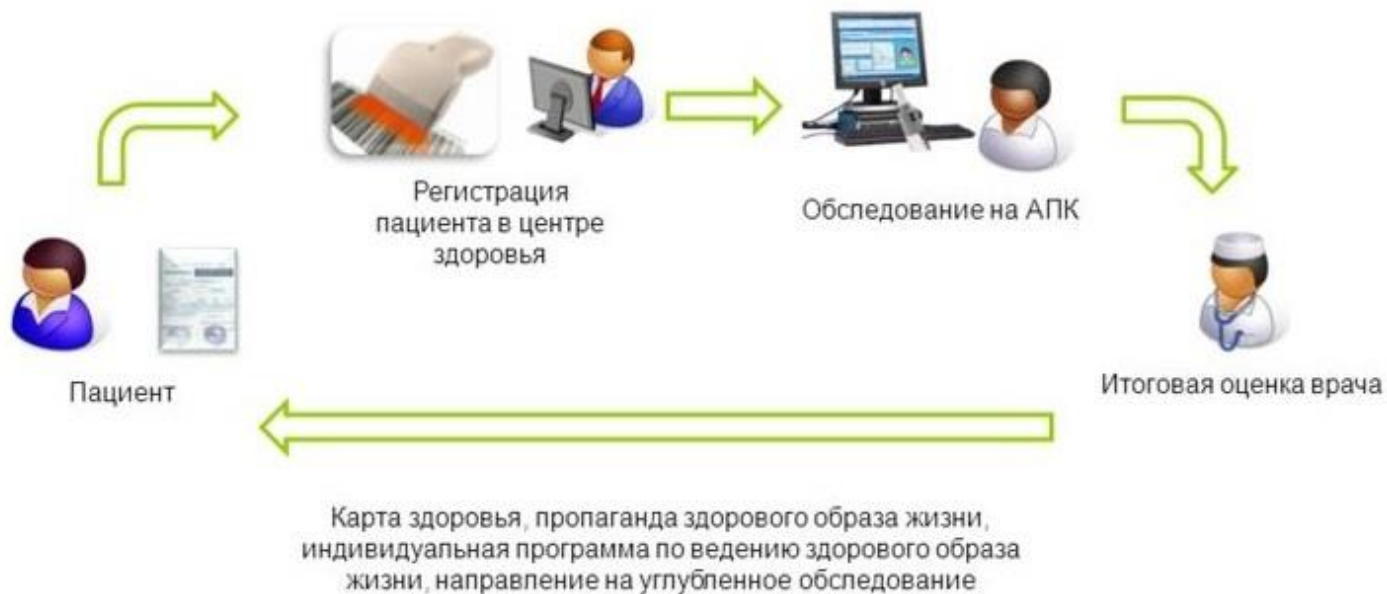 Регистрация
пациента в центре
здоровья
Обследование на АПК
Пациент
Итоговая оценка врача
Карта здоровья, пропаганда здорового образа жизни,
индивидуальная программа по ведению здорового образа
жизни, направление на углубленное обследование